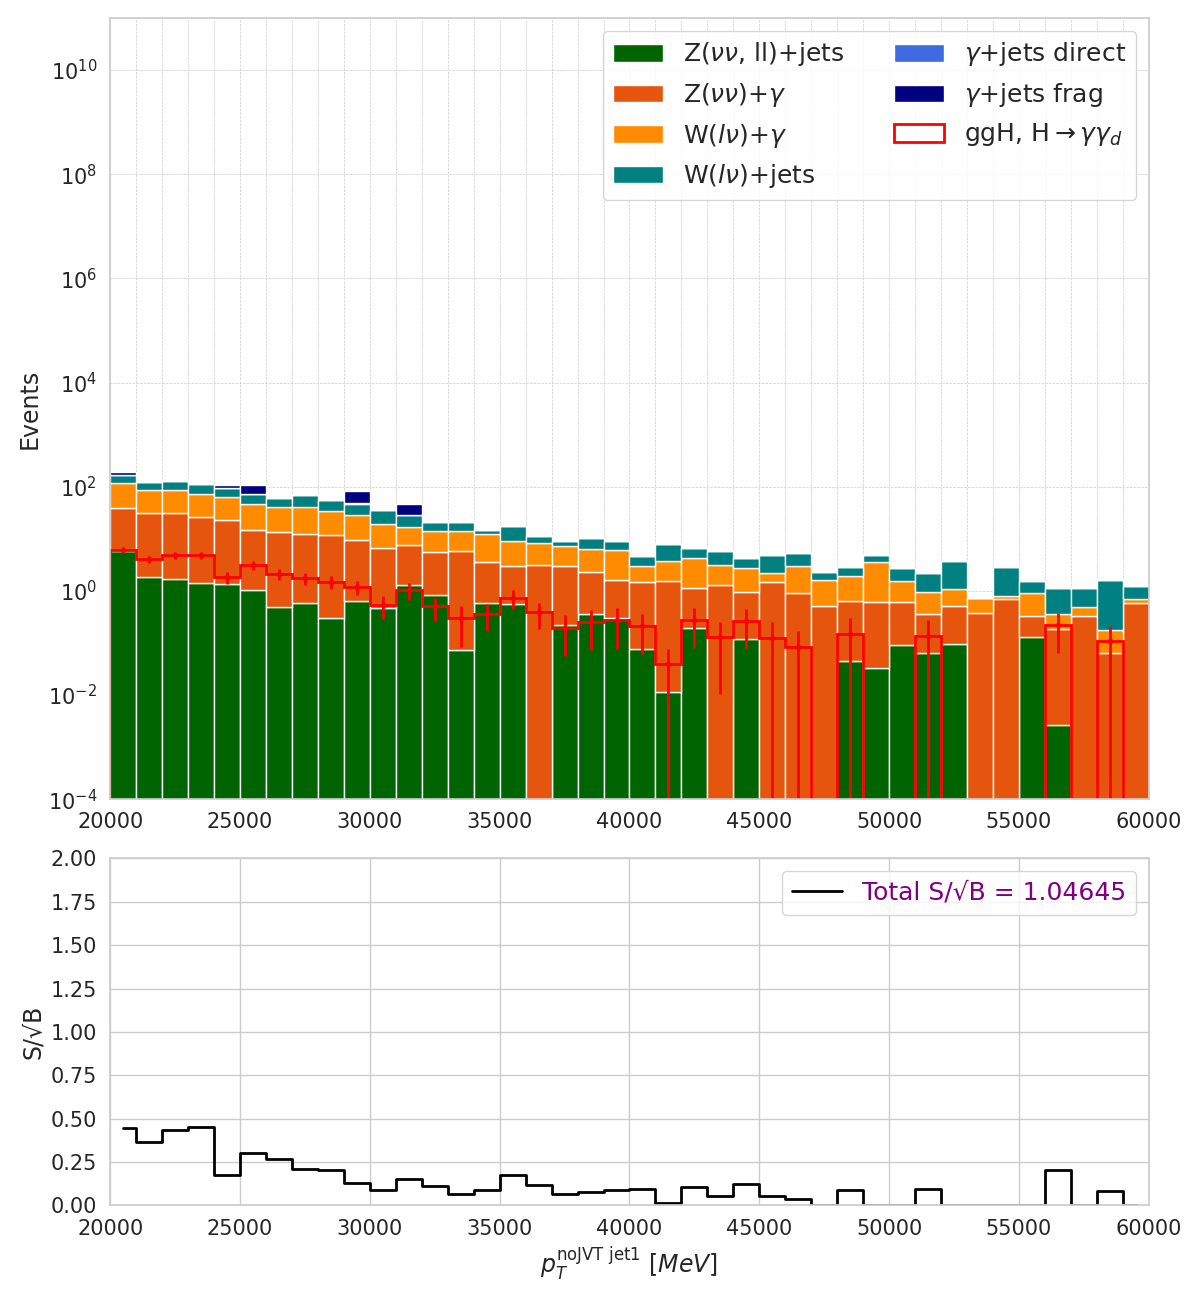 Z(νν, ll)+jets
Z(νν)+γ
W(lν)+γ
W(lν)+jets
γ+jets direct
γ+jets frag
ggH, H→γγ_d
Events
10^10
10^8
10^6
10^4
10^2
10^0
10^−2
10^−4
20000 25000 30000 35000 40000 45000 50000 55000 60000
Total S/√B = 1.04645
S/√B
2.00
1.75
1.50
1.25
1.00
0.75
0.50
0.25
0.00
20000 25000 30000 35000 40000 45000 50000 55000 60000
p_T^noJVT jet1 [MeV]